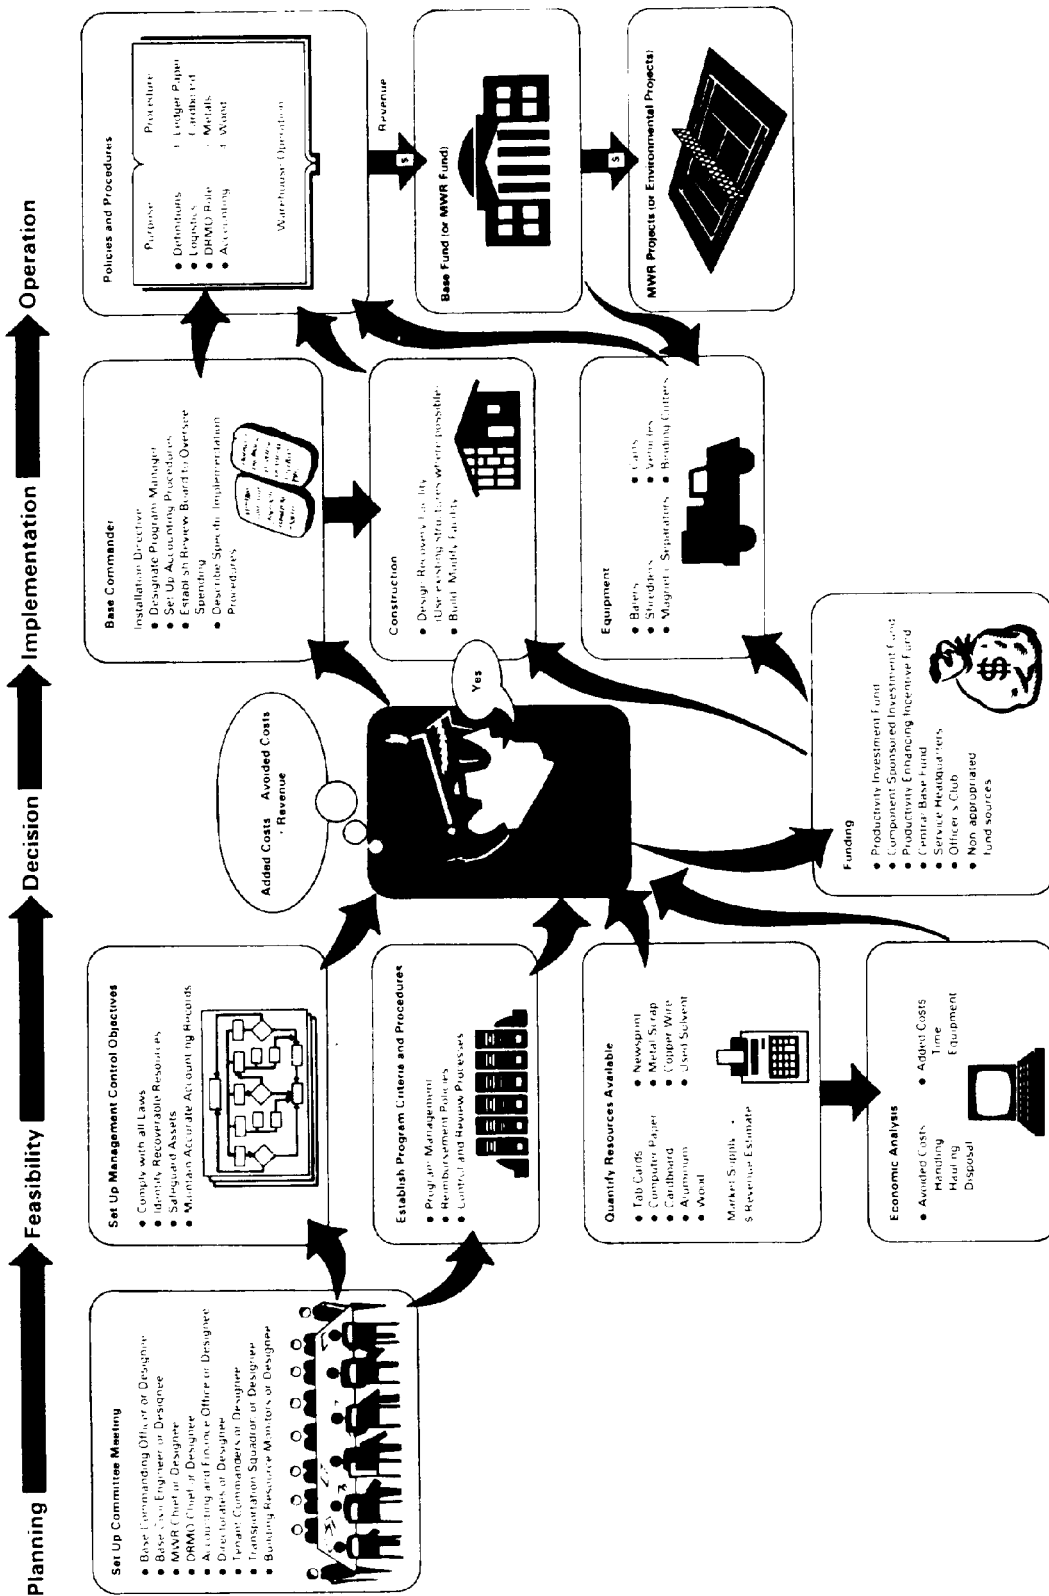 Planning Feasibility Decision Implementation Operation
Set Up Committee Meeting
• Base Commanding Officer or Designee
• Base Civil Engineer or Designee
• MWR Chief or Designee
• DRMO Chief or Designee
• Accounting and Finance Office or Designee
• Directorates or Designee
• Tenant Commanders or Designee
• Transportation Squadron or Designee
• Building Resource Monitors or Designee
Set Up Management Control Objectives
• Comply with all Laws
• Identify Recoverable Resources
• Safeguard Assets
• Maintain Accurate Accounting Records
Establish Program Criteria and Procedures
• Program Management
• Reimbursement Policies
• Control and Review Processes
Quantify Resources Available
• Tab Cards • Newsprint
• Computer Paper • Metal Scrap
• Cardboard • Copper Wire
• Aluminum • Used Solvent
• Wood
Market Supply
$ Revenue Estimate
Economic Analysis
• Avoided Costs • Added Costs
Handling Time
Hauling Equipment
Disposal
Added Costs Avoided Costs
Revenue
Yes
Funding
• Productivity Investment Fund
• Component Sponsored Investment Fund
• Productivity Enhancing Incentive Fund
• Central Base Fund
• Service Headquarters
• Officer's Club
• Non appropriated
fund sources
$
Base Commander
Installation Directive
• Designate Program Manager
• Set Up Accounting Procedures
• Establish Review Board to Oversee
Spending
• Describe Specific Implementation
Procedures
Construction
• Design Recovery Facility
(Use existing structures where possible)
• Build Modify Facility
Equipment
• Balers • Cans
• Shredders • Vehicles
• Magnetic Separators • Binding Cutters
Policies and Procedures
Purpose Procedure
• Definitions Ledger Paper
• Logistics Cardboard
• DRMO Role Metals
• Accounting Wood
Warehouse Operation
Revenue
$
Base Fund (or MWR Fund)
$
MWR Projects (or Environmental Projects)